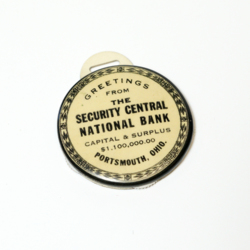 GREETINGS
FROM
THE
SECURITY CENTRAL
NATIONAL BANK
CAPITAL & SURPLUS
$1,100,000.00
PORTSMOUTH, OHIO.